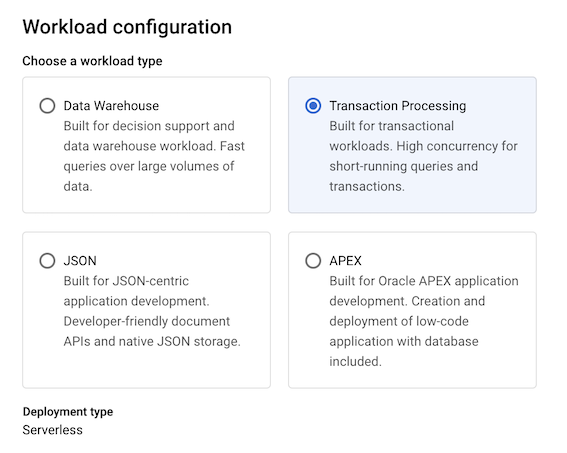 Workload configuration
Choose a workload type
Data Warehouse
Built for decision support and
data warehouse workload. Fast
queries over large volumes of
data.
Transaction Processing
Built for transactional
workloads. High concurrency for
short-running queries and
transactions.
JSON
Built for JSON-centric
application development.
Developer-friendly document
APIs and native JSON storage.
APEX
Built for Oracle APEX application
development. Creation and
deployment of low-code
application with database
included.
Deployment type
Serverless